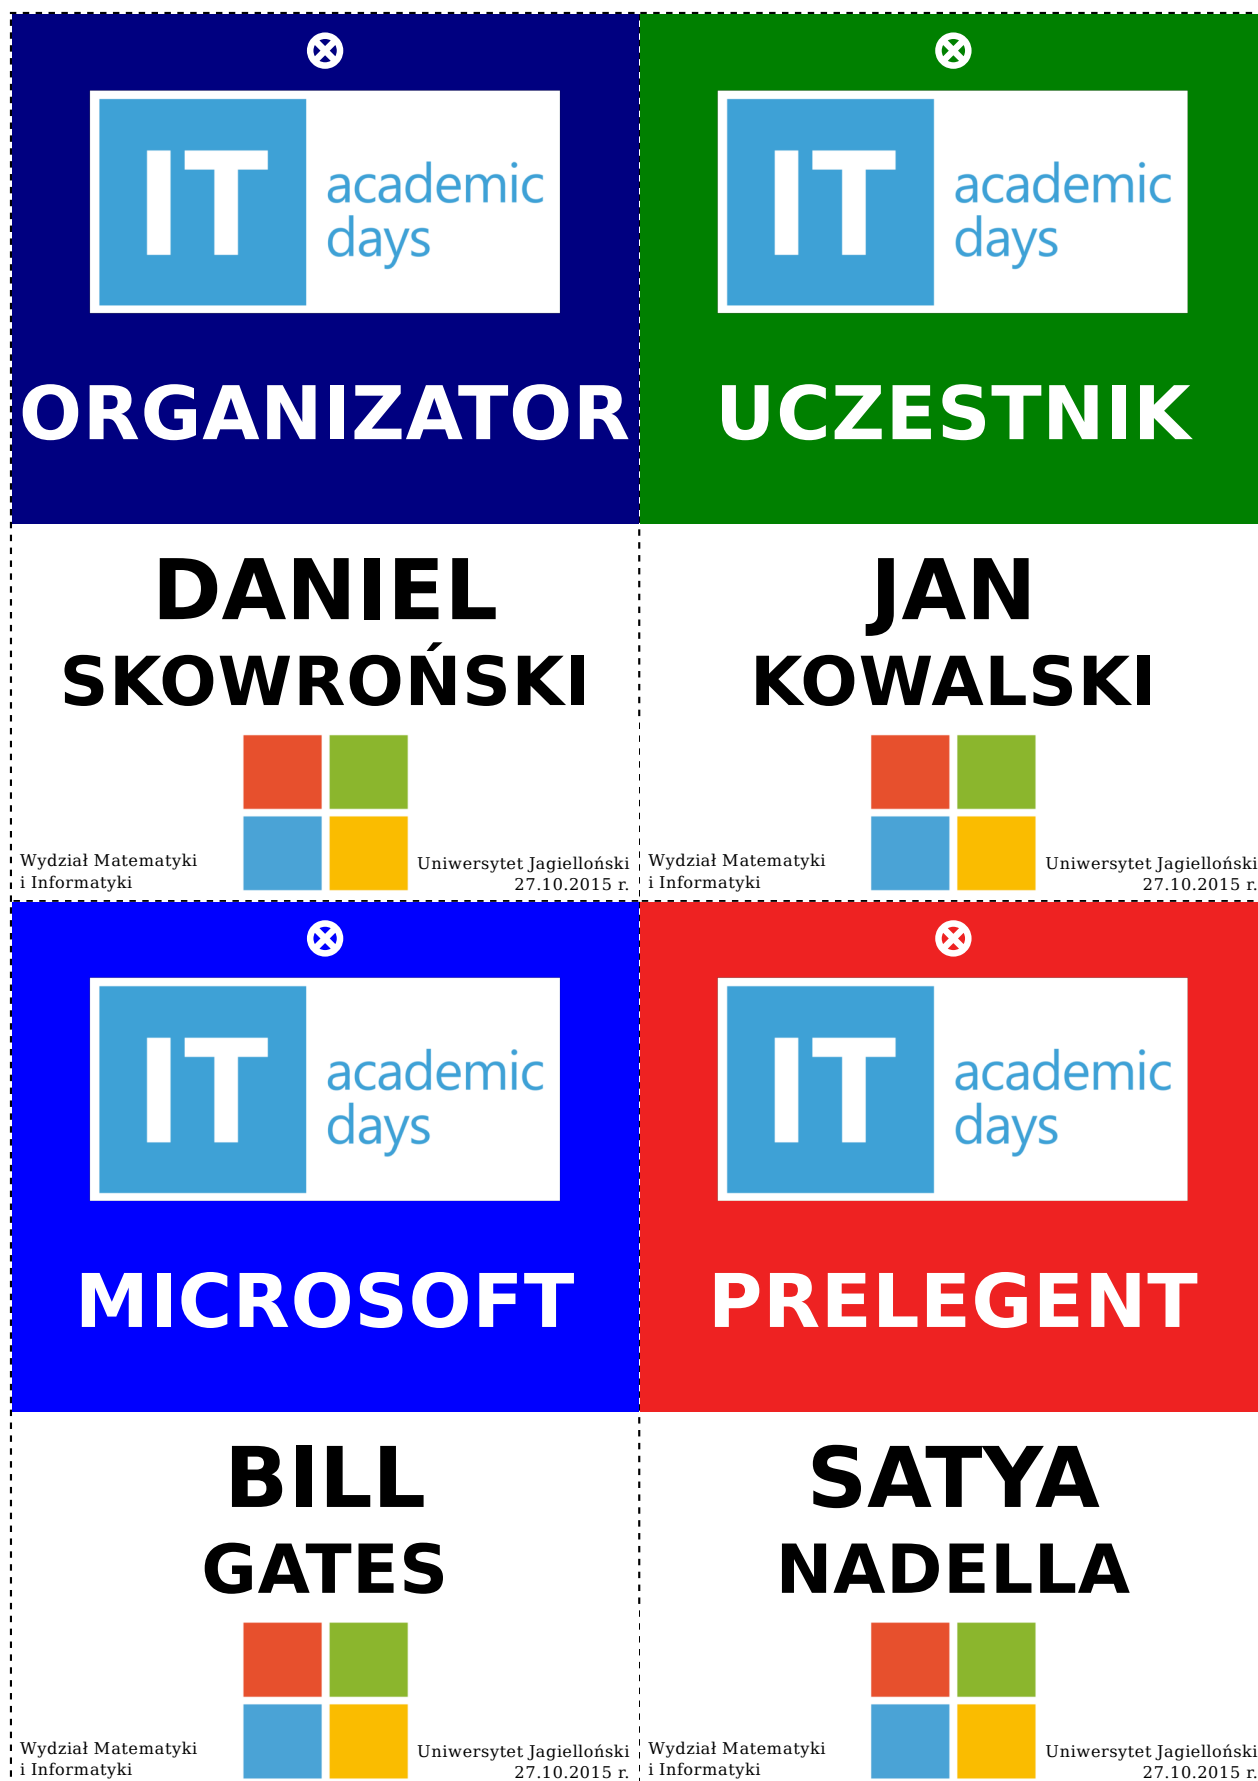 IT
academic
days
ORGANIZATOR
DANIEL
SKOWROŃSKI
Wydział Matematyki
i Informatyki
Uniwersytet Jagielloński
27.10.2015 r.
IT
academic
days
UCZESTNIK
JAN
KOWALSKI
Wydział Matematyki
i Informatyki
Uniwersytet Jagielloński
27.10.2015 r.
IT
academic
days
MICROSOFT
BILL
GATES
Wydział Matematyki
i Informatyki
Uniwersytet Jagielloński
27.10.2015 r.
IT
academic
days
PRELEGENT
SATYA
NADELLA
Wydział Matematyki
i Informatyki
Uniwersytet Jagielloński
27.10.2015 r.